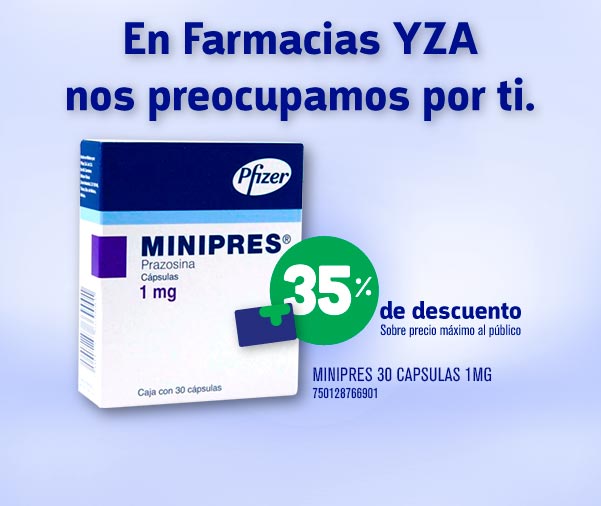 En Farmacias YZA
nos preocupamos por ti.
Pfizer
MINIPRES®
Prazosina
Cápsulas
1 mg
Caja con 30 cápsulas
35%
de descuento
Sobre precio máximo al público
MINIPRES 30 CAPSULAS 1MG
750128766901